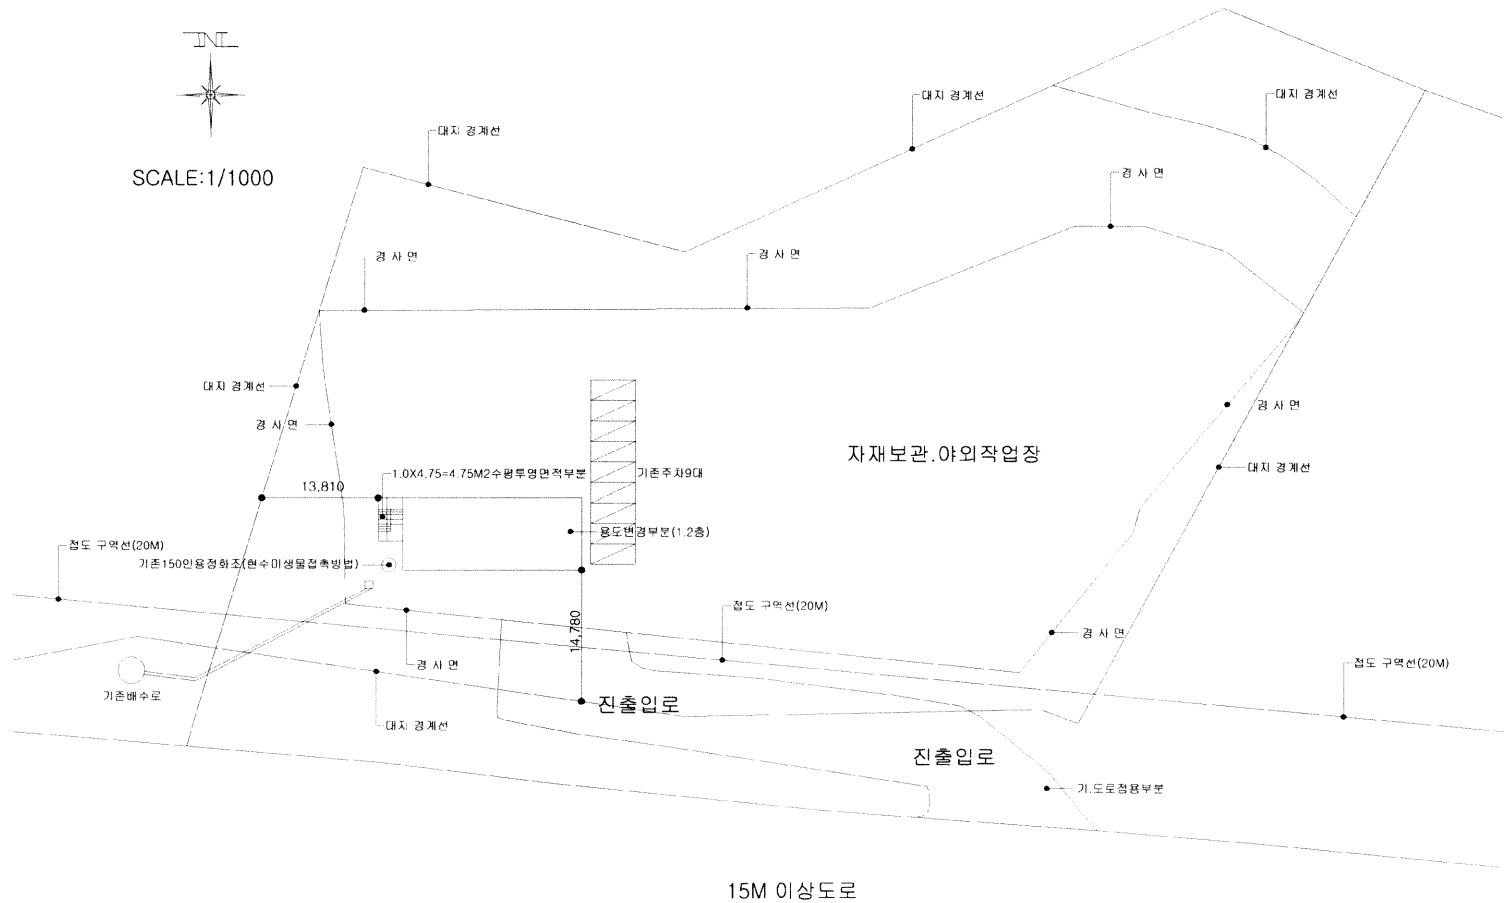 N
SCALE:1/1000
대지 경계선
대지 경계선
대지 경계선
경 사 면
경 사 면
경 사 면
대지 경계선
경 사 면
경 사 면
자재보관.야외작업장
대지 경계선
1.0X4.75=4.75M2수평투영면적부분
기존주차9대
13,810
용도변경부분(1.2층)
접도 구역선(20M)
기존150인용정화조(현수미생물접촉방법)
접도 구역선(20M)
14,780
경 사 면
경 사 면
접도 구역선(20M)
기존배수로
진출입로
대지 경계선
진출입로
기.도로점용부분
15M 이상도로